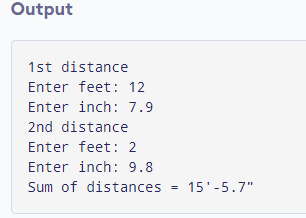 Output
1st distance
Enter feet: 12
Enter inch: 7.9
2nd distance
Enter feet: 2
Enter inch: 9.8
Sum of distances = 15'-5.7"